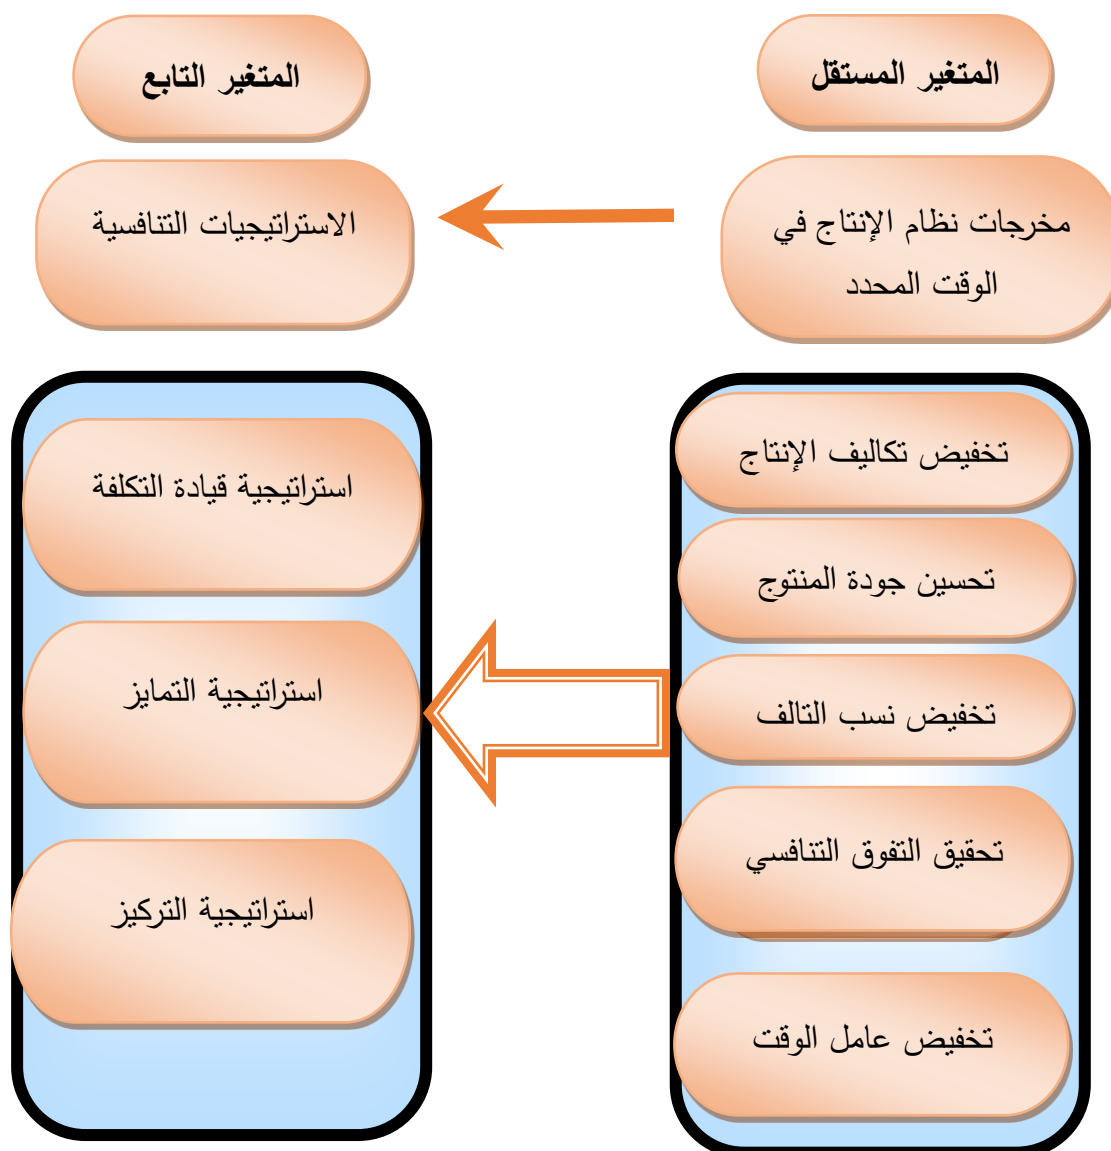 المتغير المستقل
المتغير التابع
مخرجات نظام الإنتاج في
الوقت المحدد
الاستراتيجيات التنافسية
تخفيض تكاليف الإنتاج
تحسين جودة المنتوج
تخفيض نسب التالف
تحقيق التفوق التنافسي
تخفيض عامل الوقت
استراتيجية قيادة التكلفة
استراتيجية التمايز
استراتيجية التركيز